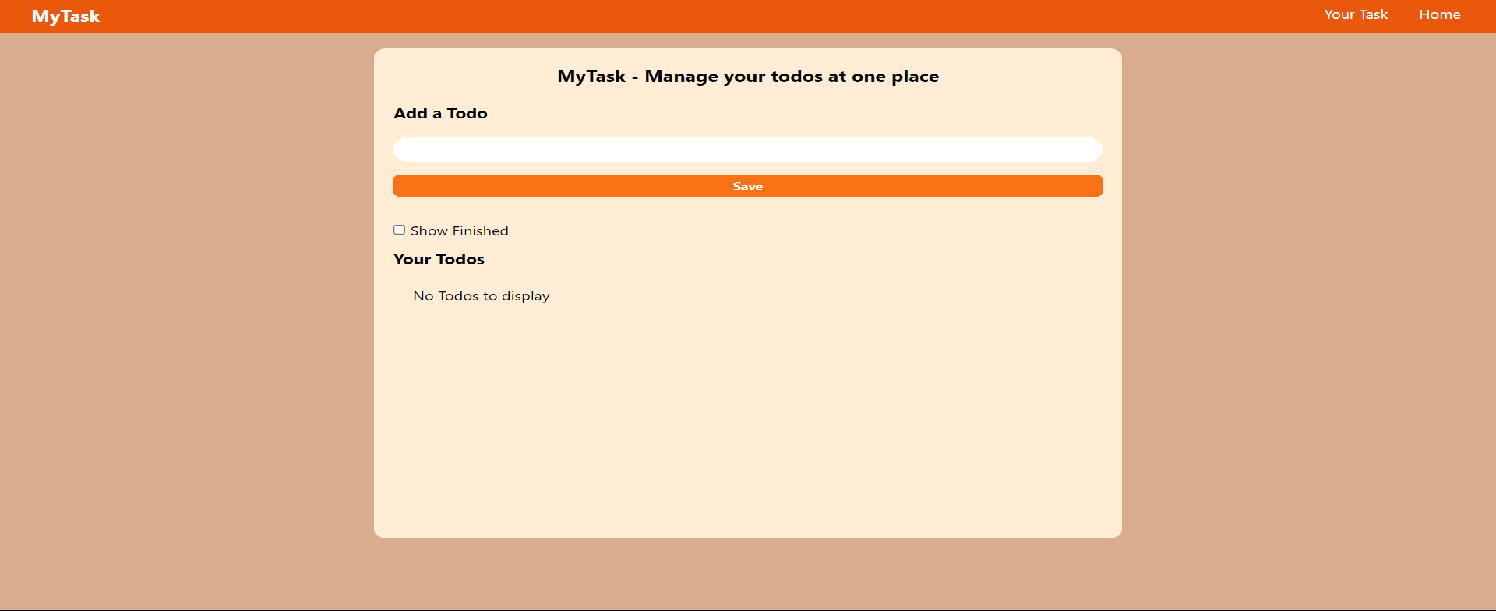 MyTask
Your Task Home
MyTask - Manage your todos at one place
Add a Todo
Save
Show Finished
Your Todos
No Todos to display